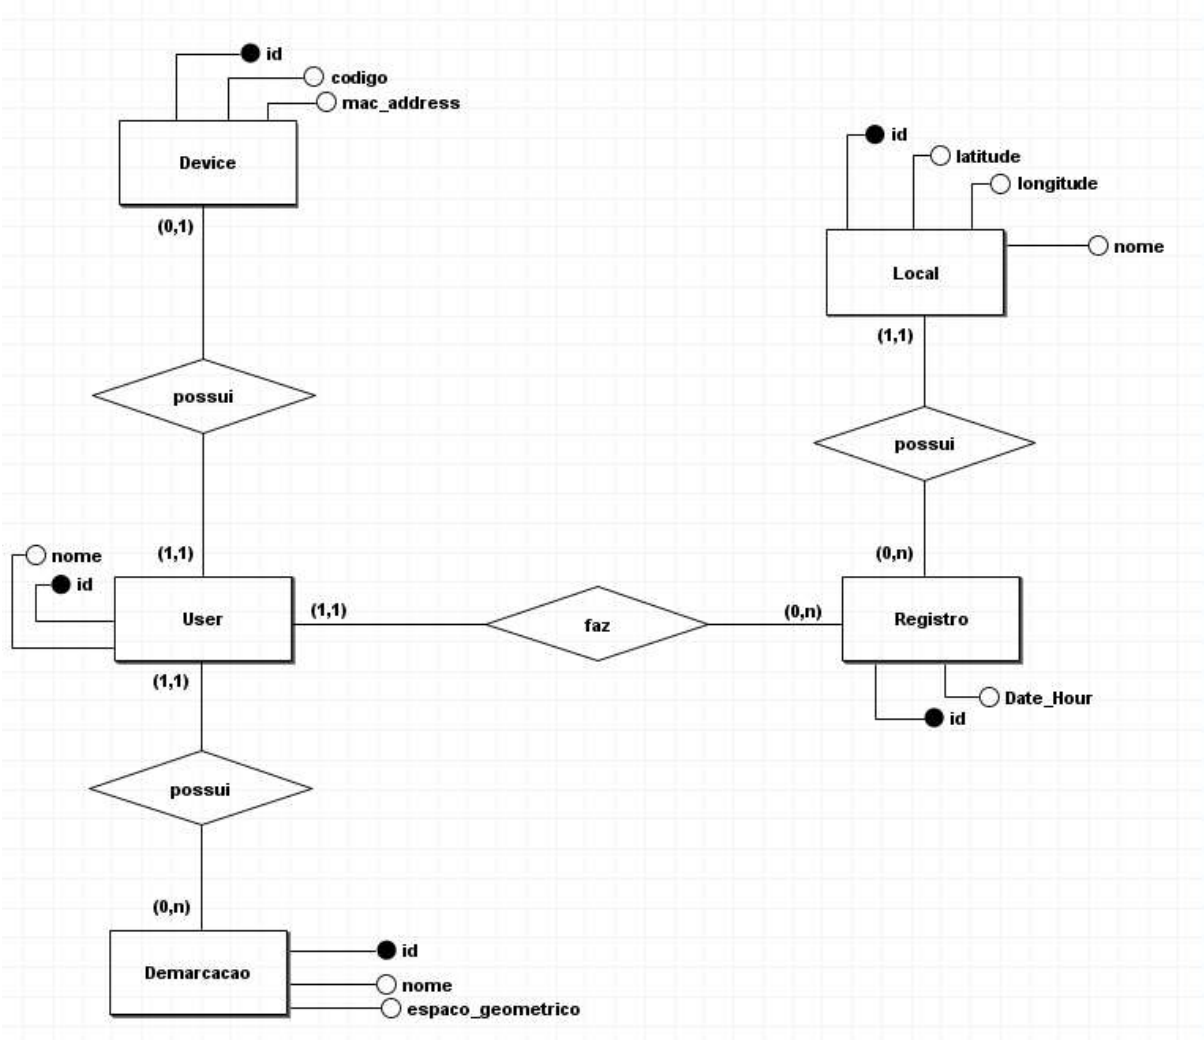 id
codigo
mac_address
Device
(0,1)
possui
(1,1)
nome
id
User
(1,1)
faz
(0,n)
id
latitude
longitude
nome
Local
(1,1)
possui
(0,n)
Registro
Date_Hour
id
(1,1)
possui
(0,n)
Demarcacao
id
nome
espaco_geometrico